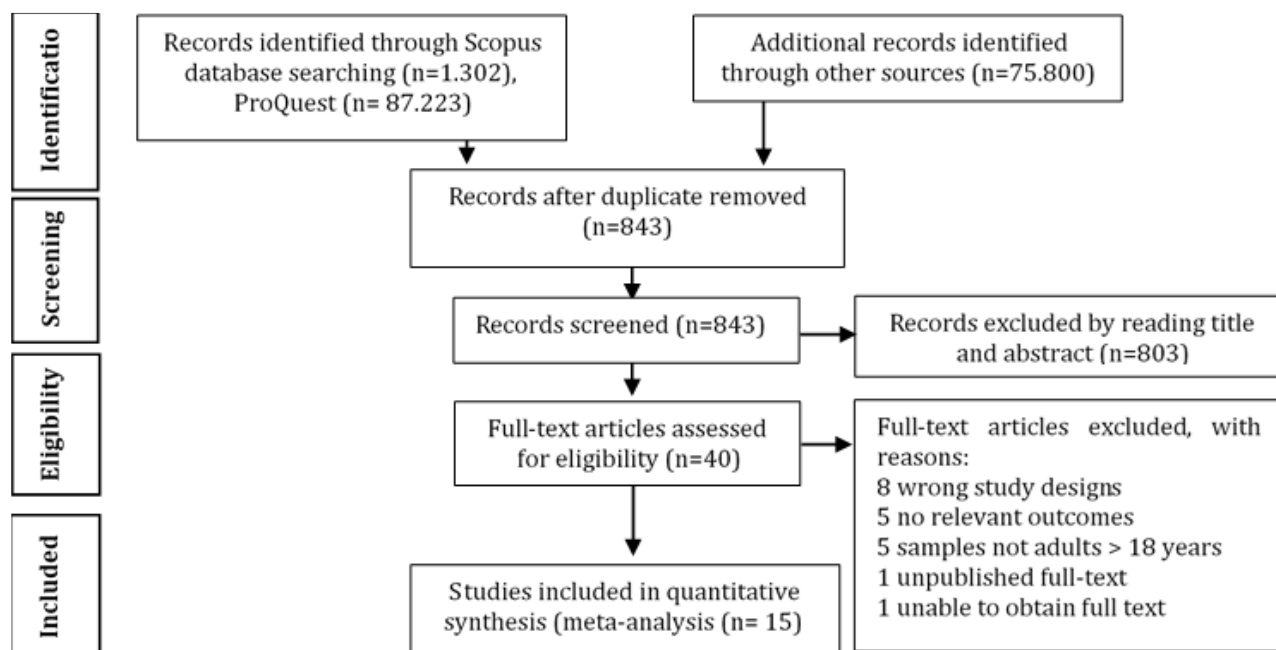 Identificatio
Records identified through Scopus
database searching (n=1.302),
ProQuest (n= 87.223)
Additional records identified
through other sources (n=75.800)
Records after duplicate removed
(n=843)
Screening
Records screened (n=843)
Records excluded by reading title
and abstract (n=803)
Eligibility
Full-text articles assessed
for eligibility (n=40)
Full-text articles excluded, with
reasons:
8 wrong study designs
5 no relevant outcomes
5 samples not adults > 18 years
1 unpublished full-text
1 unable to obtain full text
Included
Studies included in quantitative
synthesis (meta-analysis (n= 15)